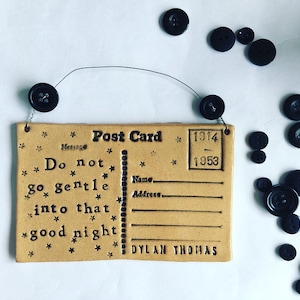 Post Card
Message
Do not
go gentle
into that
good night
1914
-
1953
Name
Address
DYLAN THOMAS